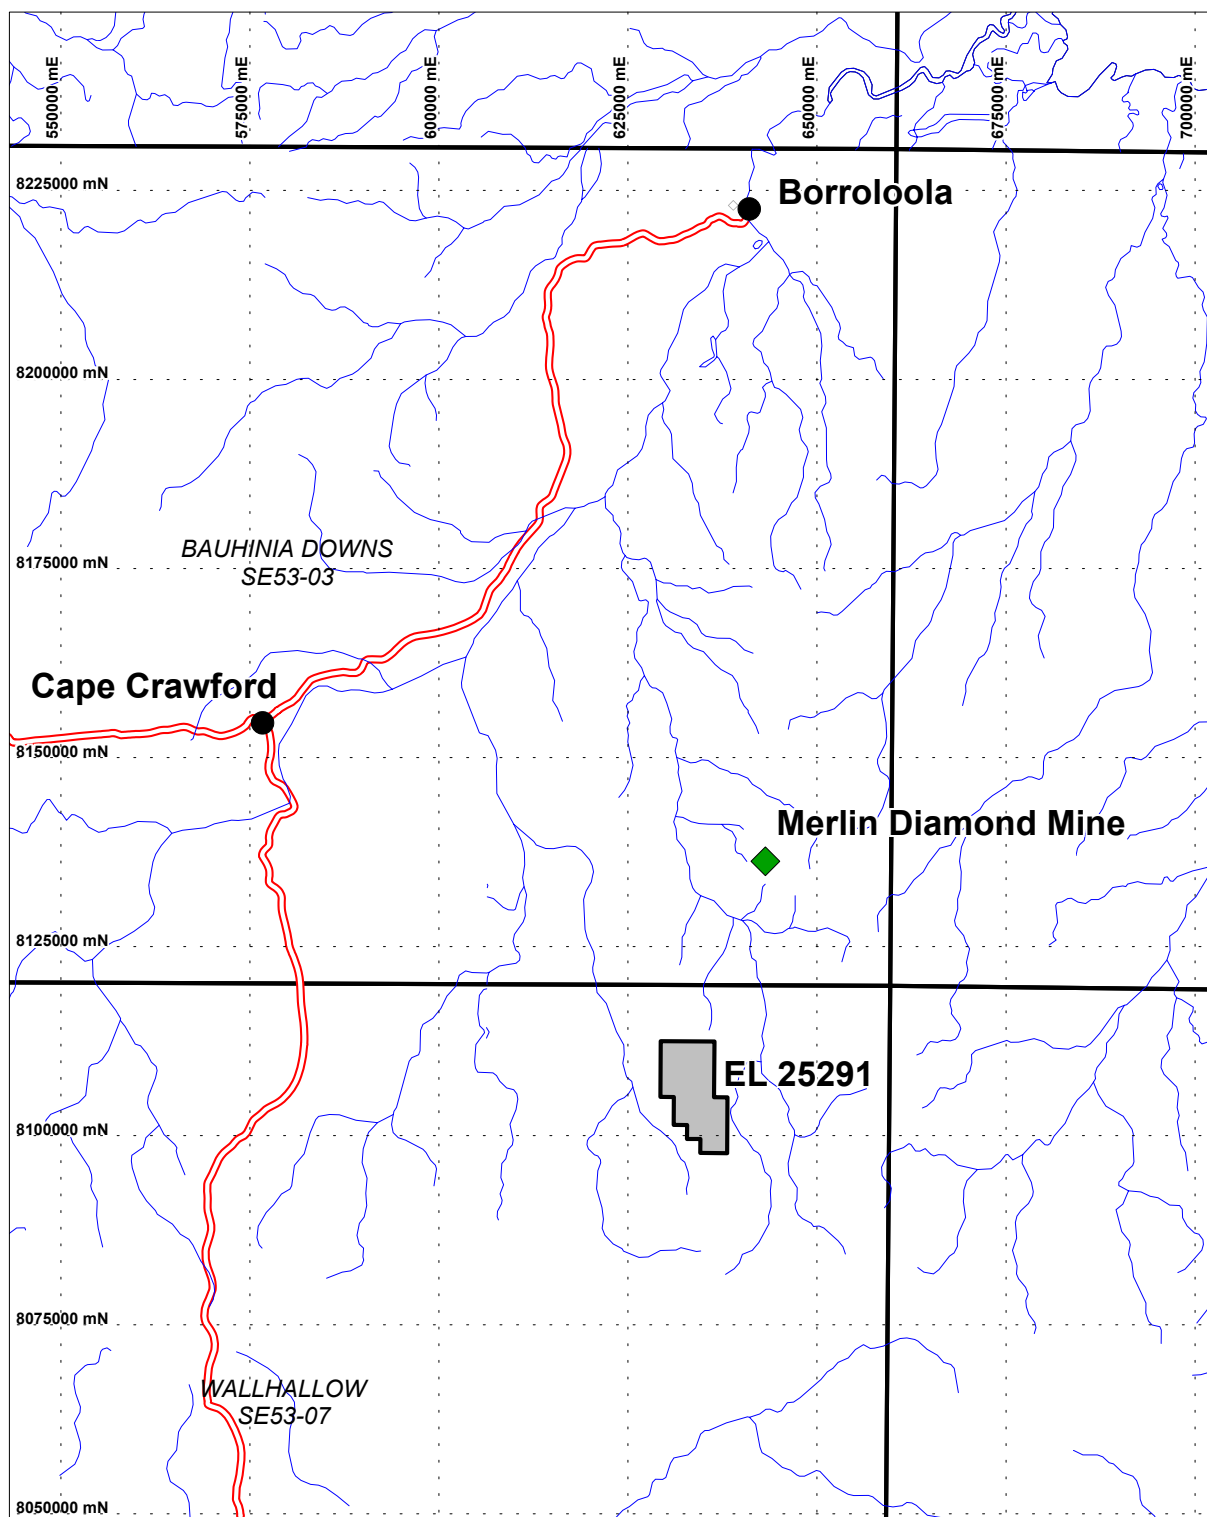 550000 mE
575000 mE
600000 mE
625000 mE
650000 mE
675000 mE
700000 mE
8225000 mN
Borroloola
8200000 mN
BAUHINIA DOWNS
SE53-03
8175000 mN
Cape Crawford
8150000 mN
Merlin Diamond Mine
8125000 mN
EL 25291
8100000 mN
8075000 mN
WALLHALLOW
SE53-07
8050000 mN